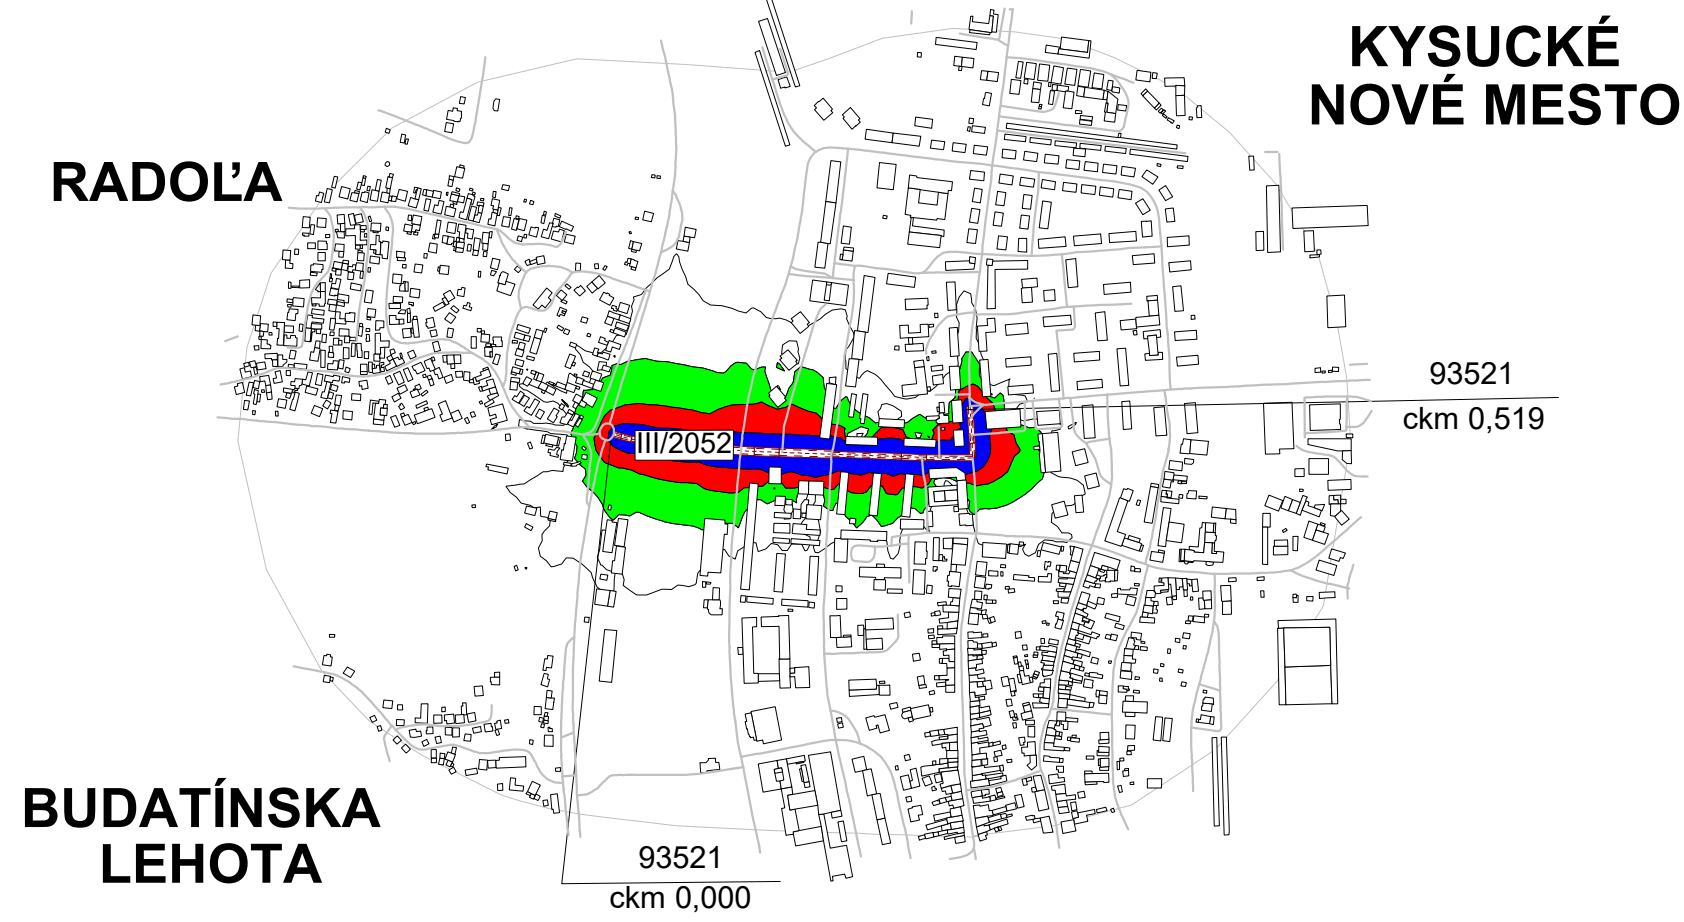 KYSUCKÉ
NOVÉ MESTO
RADOĽA
93521
ckm 0,519
III/2052
BUDATÍNSKA
LEHOTA
93521
ckm 0,000